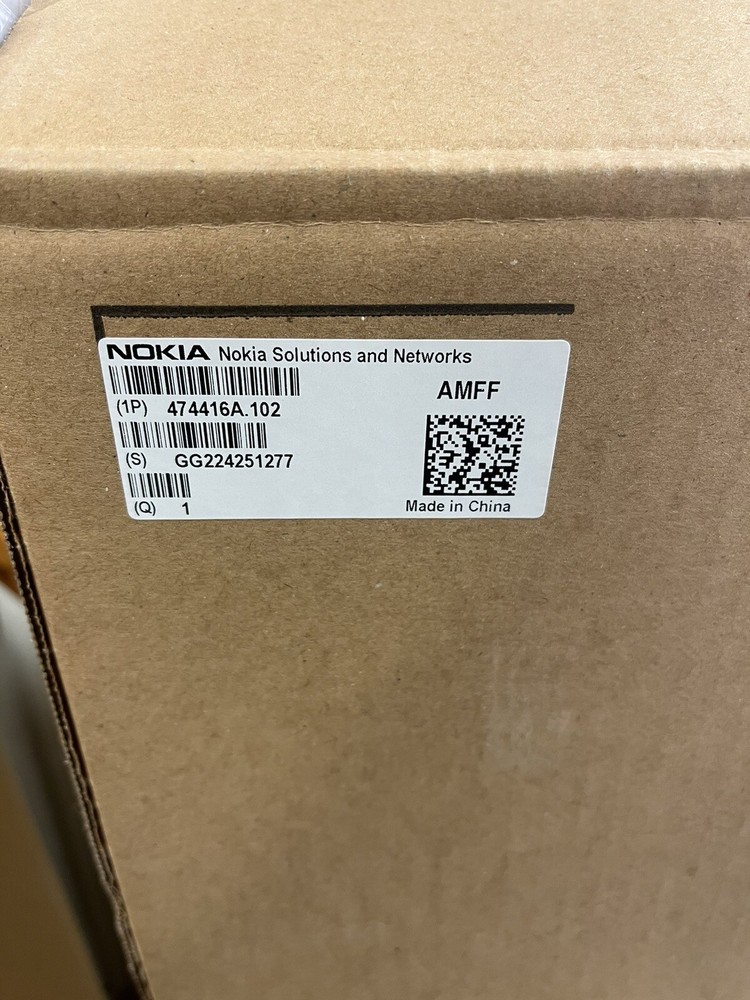 NOKIA Nokia Solutions and Networks
AMFF
(1P) 474416A.102
(S) GG224251277
(Q) 1
Made in China